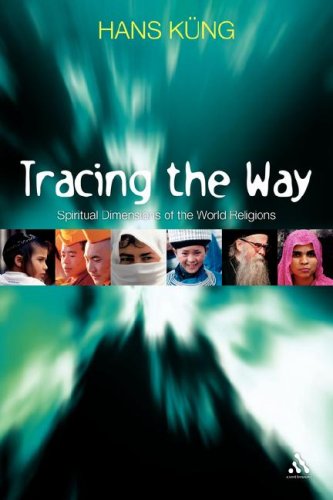 HANS KÜNG
Tracing the Way
Spiritual Dimensions of the World Religions